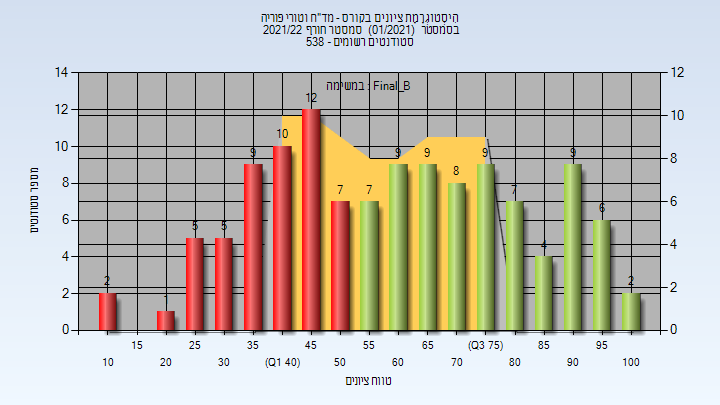 היסטוגרמת ציונים בקורס - מד"ח וטורי פוריה
בסמסטר (01/2021) סמסטר חורף 2021/22
סטודנטים רשומים - 538
במשימה : Final_B
14 12 10 8 6 4 2 0
12 10 8 6 4 2 0
מספר סטודנטים
2 1 5 5 9 10 12 7 7 9 9 8 9 7 4 9 6 2
15 25 35 45 55 65 (Q3 75) 85 95
10 20 30 (Q1 40) 50 60 70 80 90 100
טווח ציונים